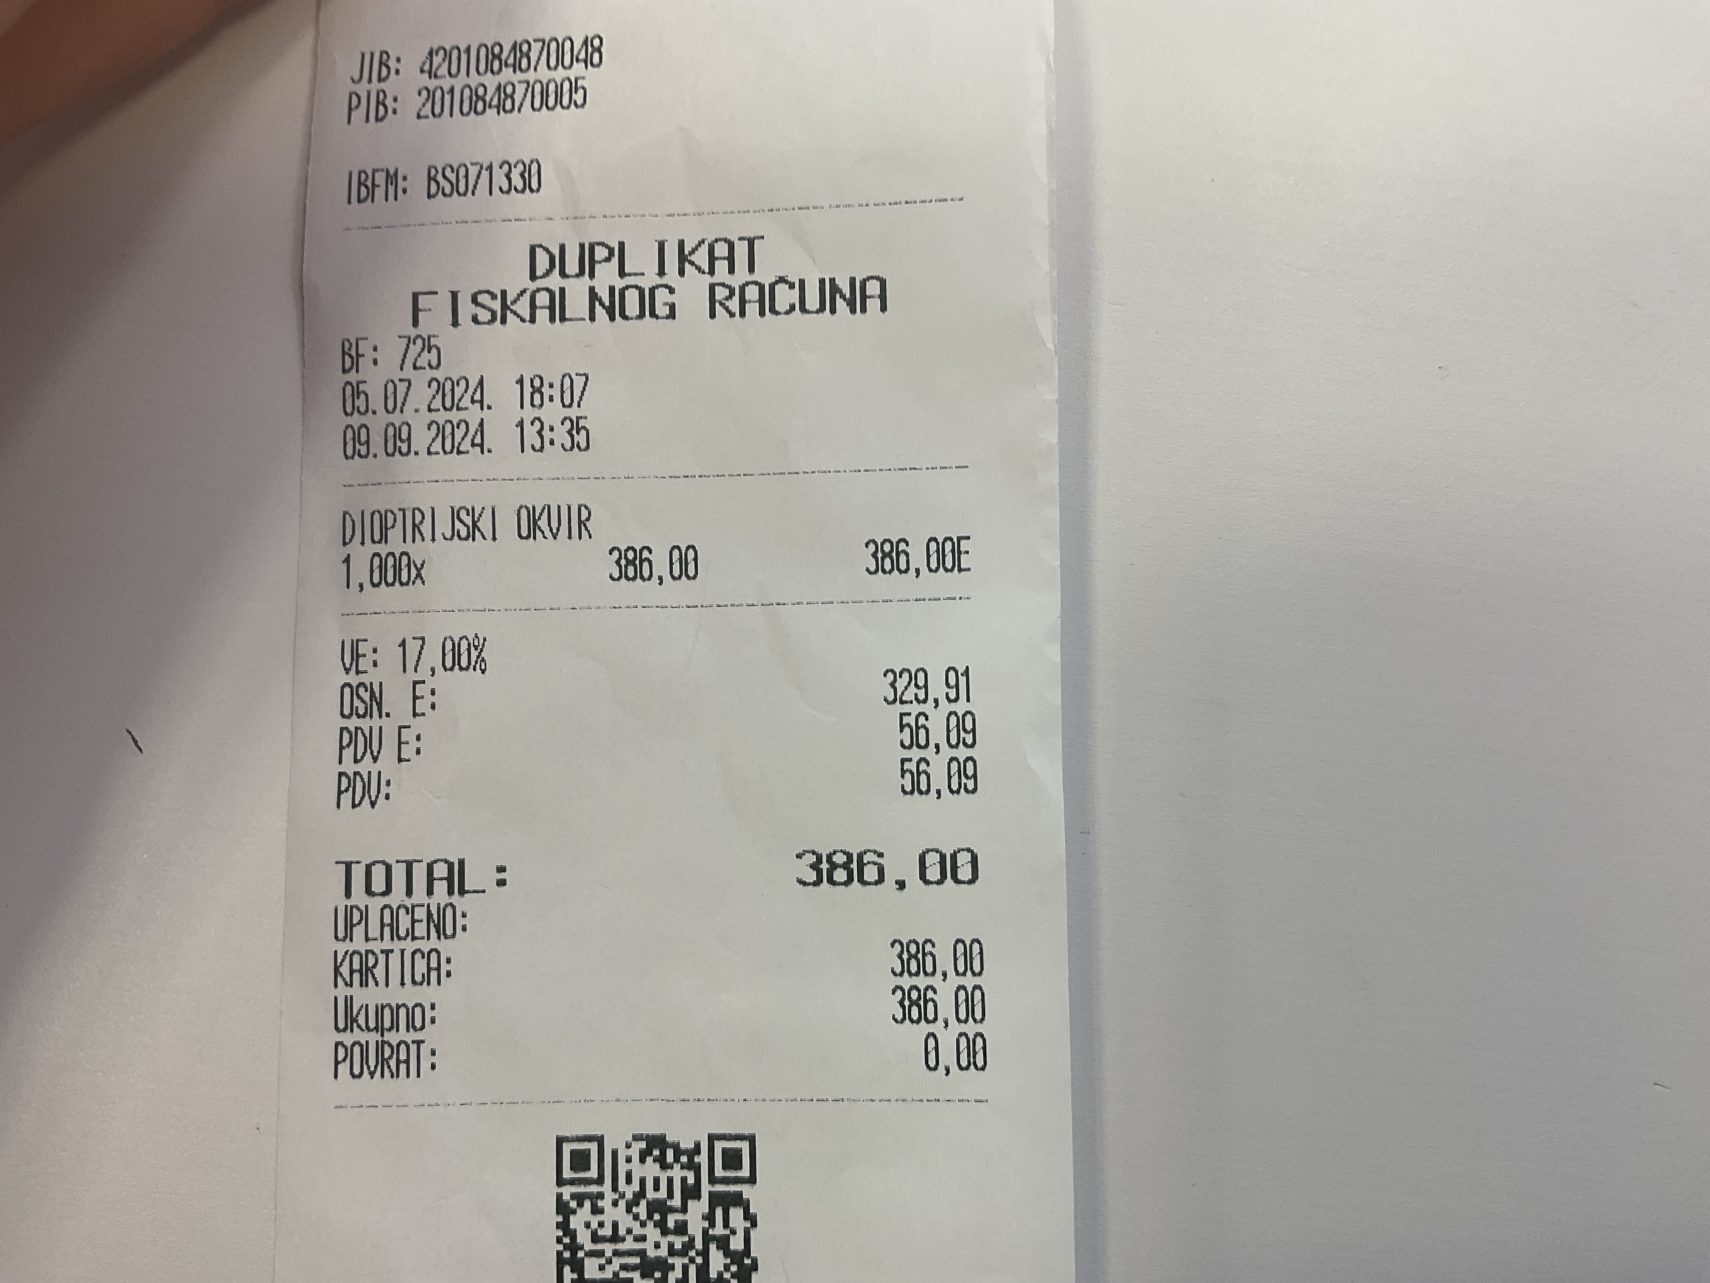 JIB: 4201084870048
PIB: 201084870005
IBFM: BS071330
DUPLIKAT
FISKALNOG RAČUNA
BF: 725
05.07.2024. 18:07
09.09.2024. 13:35
DIOPTRIJSKI OKVIR
1,000x 386,00 386,00E
VE: 17,00%
OSN. E: 329,91
PDV E: 56,09
PDV: 56,09
TOTAL: 386,00
UPLAĆENO:
KARTICA: 386,00
Ukupno: 386,00
POVRAT: 0,00